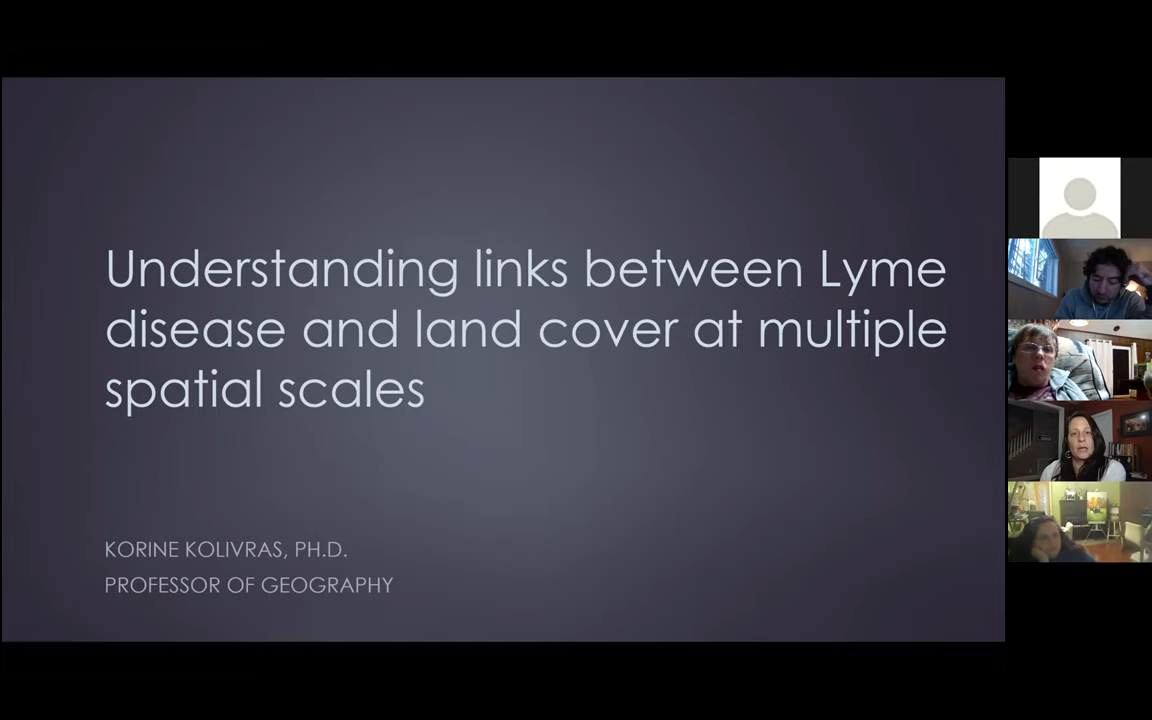 Understanding links between Lyme
disease and land cover at multiple
spatial scales
KORINE KOLIVRAS, PH.D.
PROFESSOR OF GEOGRAPHY